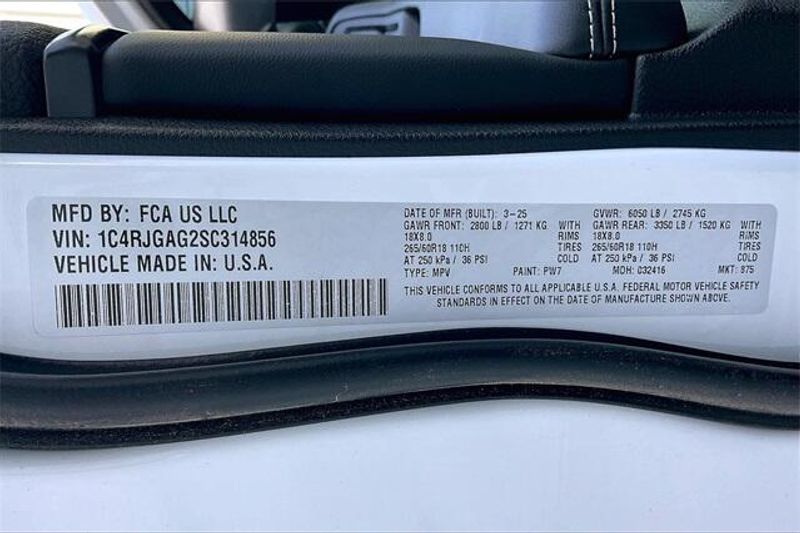 MFD BY: FCA US LLC
VIN: 1C4RJGAG2SC314856
VEHICLE MADE IN: U.S.A.
DATE OF MFR (BUILT): 3-25
GAWR FRONT: 2800 LB / 1271 KG WITH
18X8.0 RIMS
265/60R18 110H TIRES
AT 250 kPa / 36 PSI COLD
TYPE: MPV PAINT: PW7
GVWR: 6050 LB / 2745 KG
GAWR REAR: 3350 LB / 1520 KG WITH
18X8.0 RIMS
265/60R18 110H TIRES
AT 250 kPa / 36 PSI COLD
MDH: 032416 MKT: 875
THIS VEHICLE CONFORMS TO ALL APPLICABLE U.S.A. FEDERAL MOTOR VEHICLE SAFETY
STANDARDS IN EFFECT ON THE DATE OF MANUFACTURE SHOWN ABOVE.